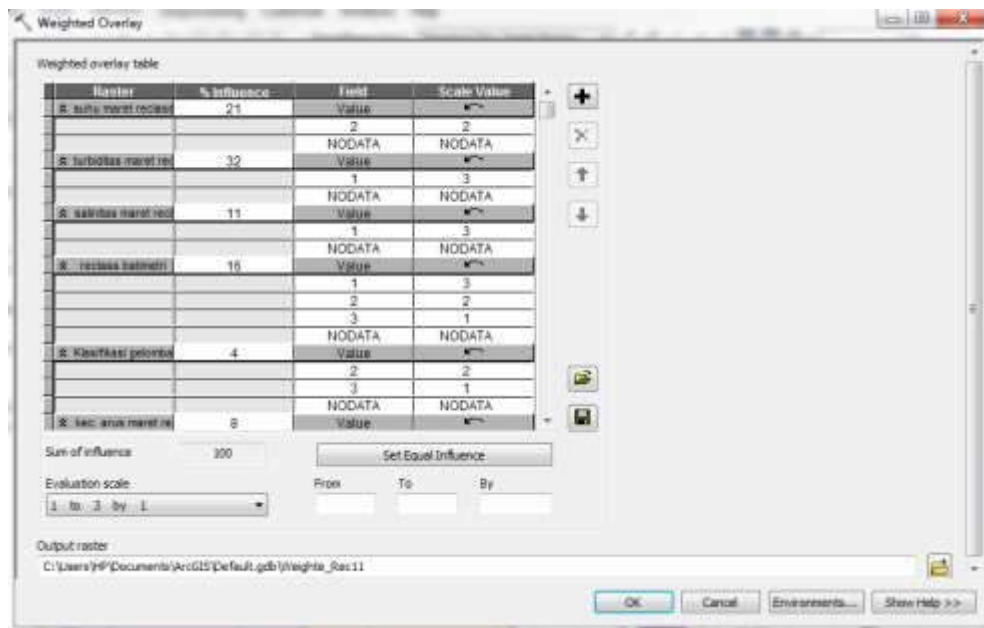 Weighted Overlay
Weighted overlay table
Raster % Influence Field Scale Value
suhu maret reclass 21 Value
2 2
NODATA NODATA
turbiditas maret rec 32 Value
1 3
NODATA NODATA
salinitas maret recl 11 Value
1 3
NODATA NODATA
reclass batimetri 16 Value
1 3
2 2
3 1
NODATA NODATA
Klasifikasi gelomba 4 Value
2 2
3 1
NODATA NODATA
kec. arus maret re 8 Value
Sum of influence 100 Set Equal Influence
Evaluation scale From To By
1 to 3 by 1
Output raster
C:\Users\HP\Documents\ArcGIS\Default.gdb\Weighte_Rec11
OK Cancel Environments... Show Help >>